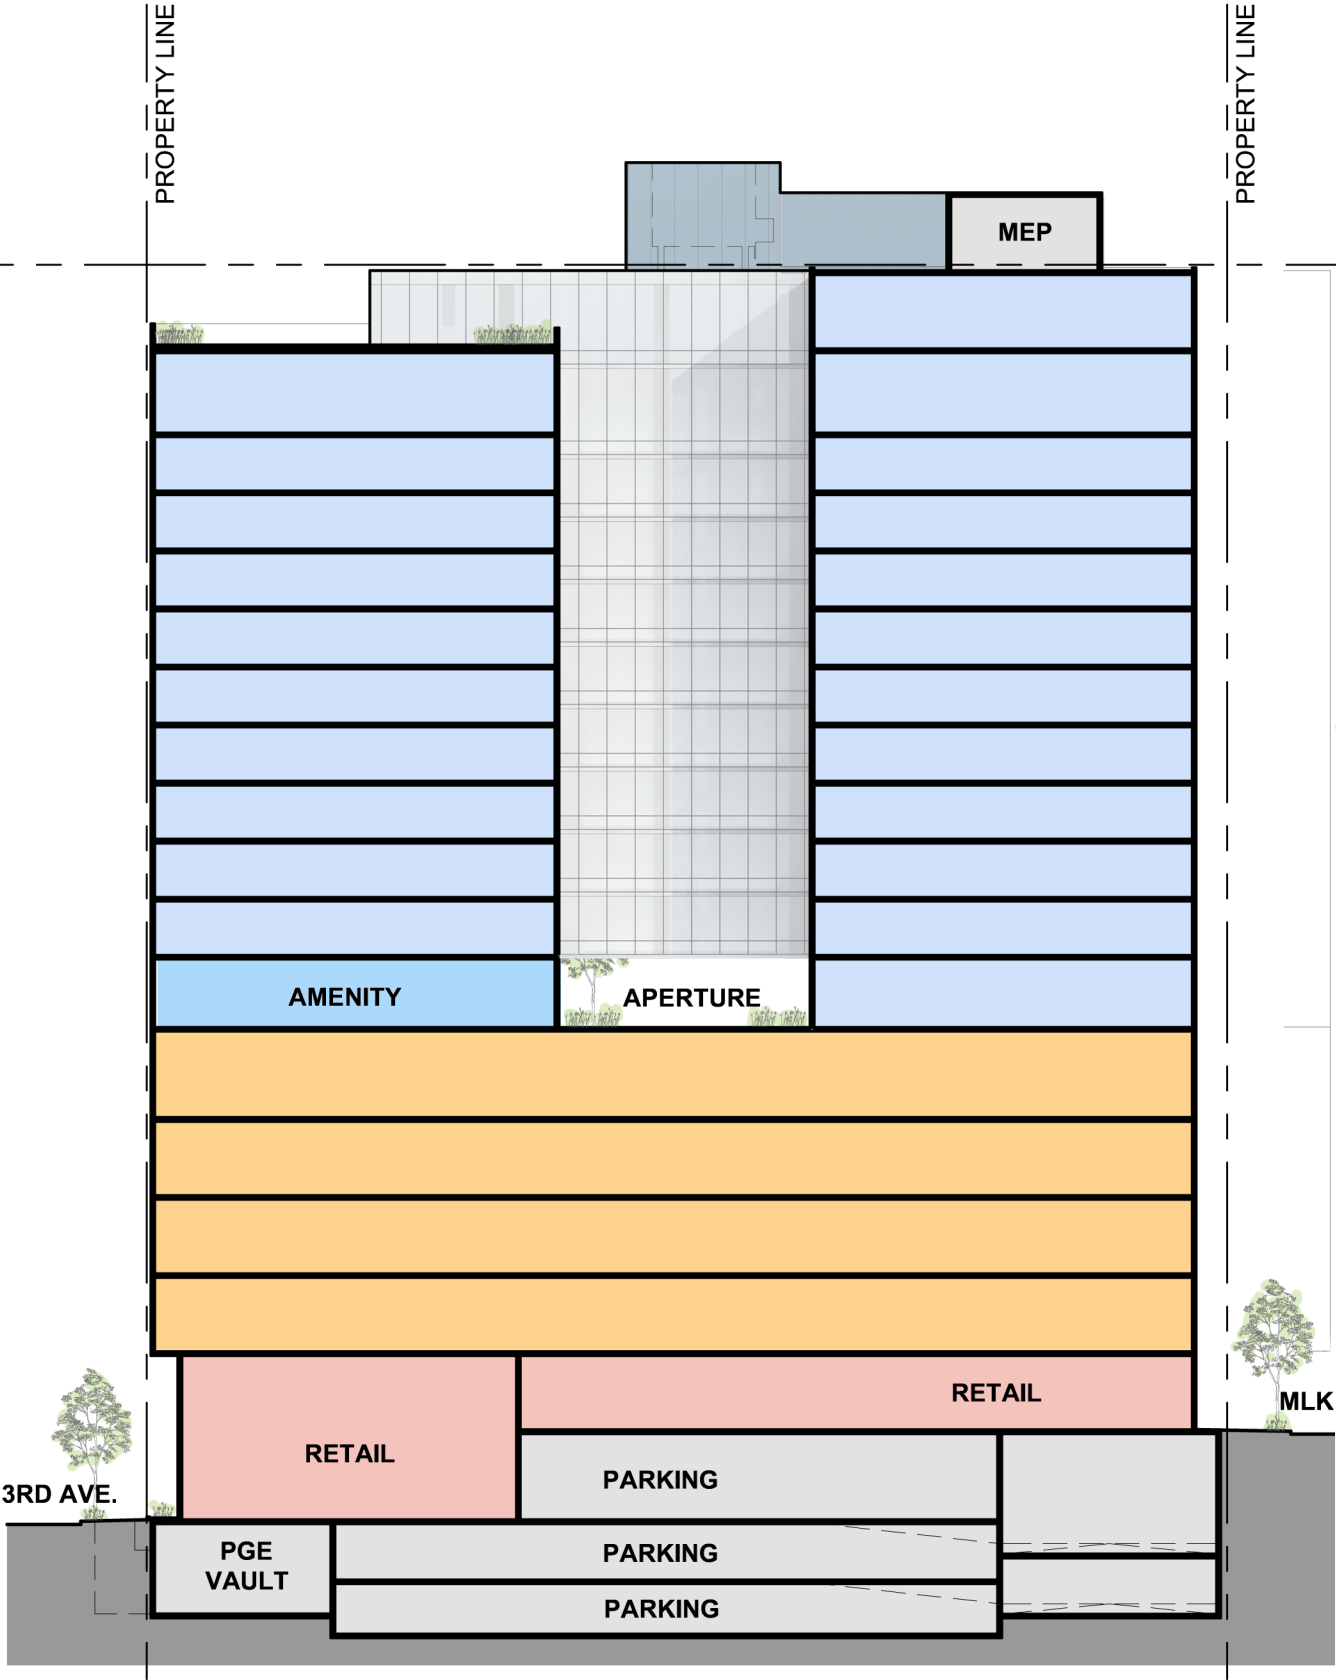 PROPERTY LINE
PROPERTY LINE
MEP
AMENITY
APERTURE
RETAIL
MLK
RETAIL
PARKING
3RD AVE.
PGE
VAULT
PARKING
PARKING